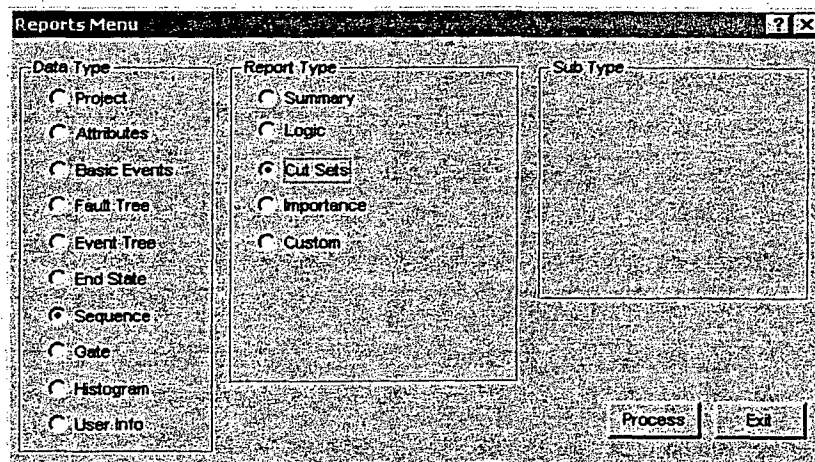 Reports Menu
Data Type
Project
Attributes
Basic Events
Fault Tree
Event Tree
End State
Sequence
Gate
Histogram
User Info
Report Type
Summary
Logic
Cut Sets
Importance
Custom
Sub Type
Process
Exit